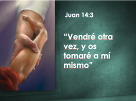 Juan 14:3
“Vendré otra
vez, y os
tomaré a mí
mismo”